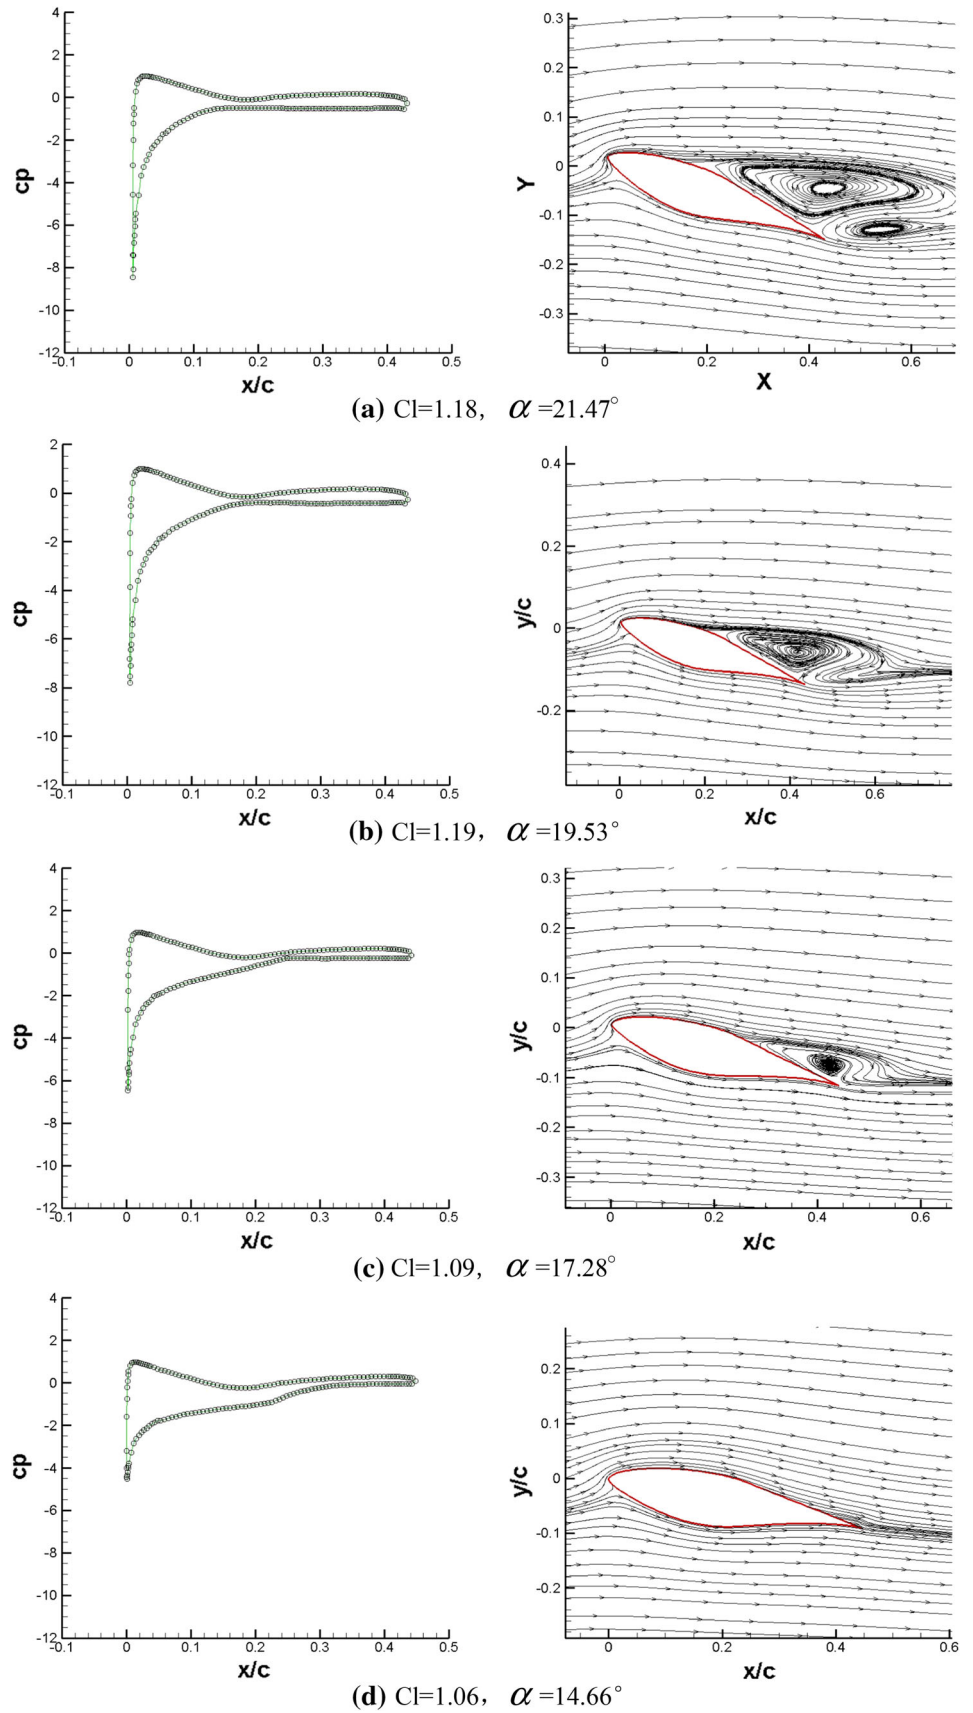 4
2
0
-2
-4
-6
-8
-10
-12
cp
-0.1 0 0.1 0.2 0.3 0.4 0.5
x/c
0.3
0.2
0.1
0
-0.1
-0.2
-0.3
Y
0 0.2 0.4 0.6
X
(a) Cl=1.18, α=21.47°
2
0
-2
-4
-6
-8
-10
-12
cp
-0.1 0 0.1 0.2 0.3 0.4 0.5
x/c
0.4
0.2
0
-0.2
y/c
0 0.2 0.4 0.6
x/c
(b) Cl=1.19, α=19.53°
4
2
0
-2
-4
-6
-8
-10
-12
cp
-0.1 0 0.1 0.2 0.3 0.4 0.5
x/c
0.3
0.2
0.1
0
-0.1
-0.2
-0.3
y/c
0 0.2 0.4 0.6
x/c
(c) Cl=1.09, α=17.28°
4
2
0
-2
-4
-6
-8
-10
-12
cp
-0.1 0 0.1 0.2 0.3 0.4 0.5
x/c
0.2
0.1
0
-0.1
-0.2
y/c
0 0.2 0.4 0.6
x/c
(d) Cl=1.06, α=14.66°